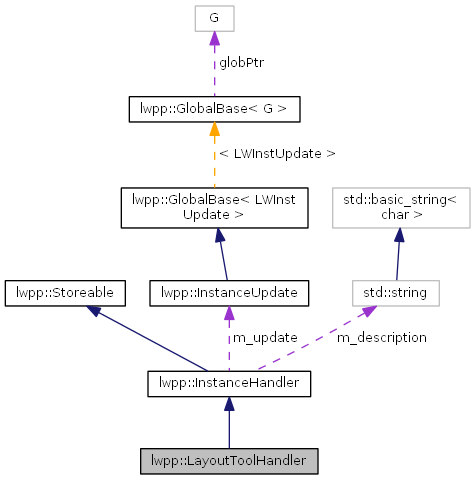 G
globPtr
lwpp::GlobalBase< G >
< LWInstUpdate >
lwpp::GlobalBase< LWInst
Update >
std::basic_string<
char >
lwpp::Storeable
lwpp::InstanceUpdate
std::string
m_update
m_description
lwpp::InstanceHandler
lwpp::LayoutToolHandler